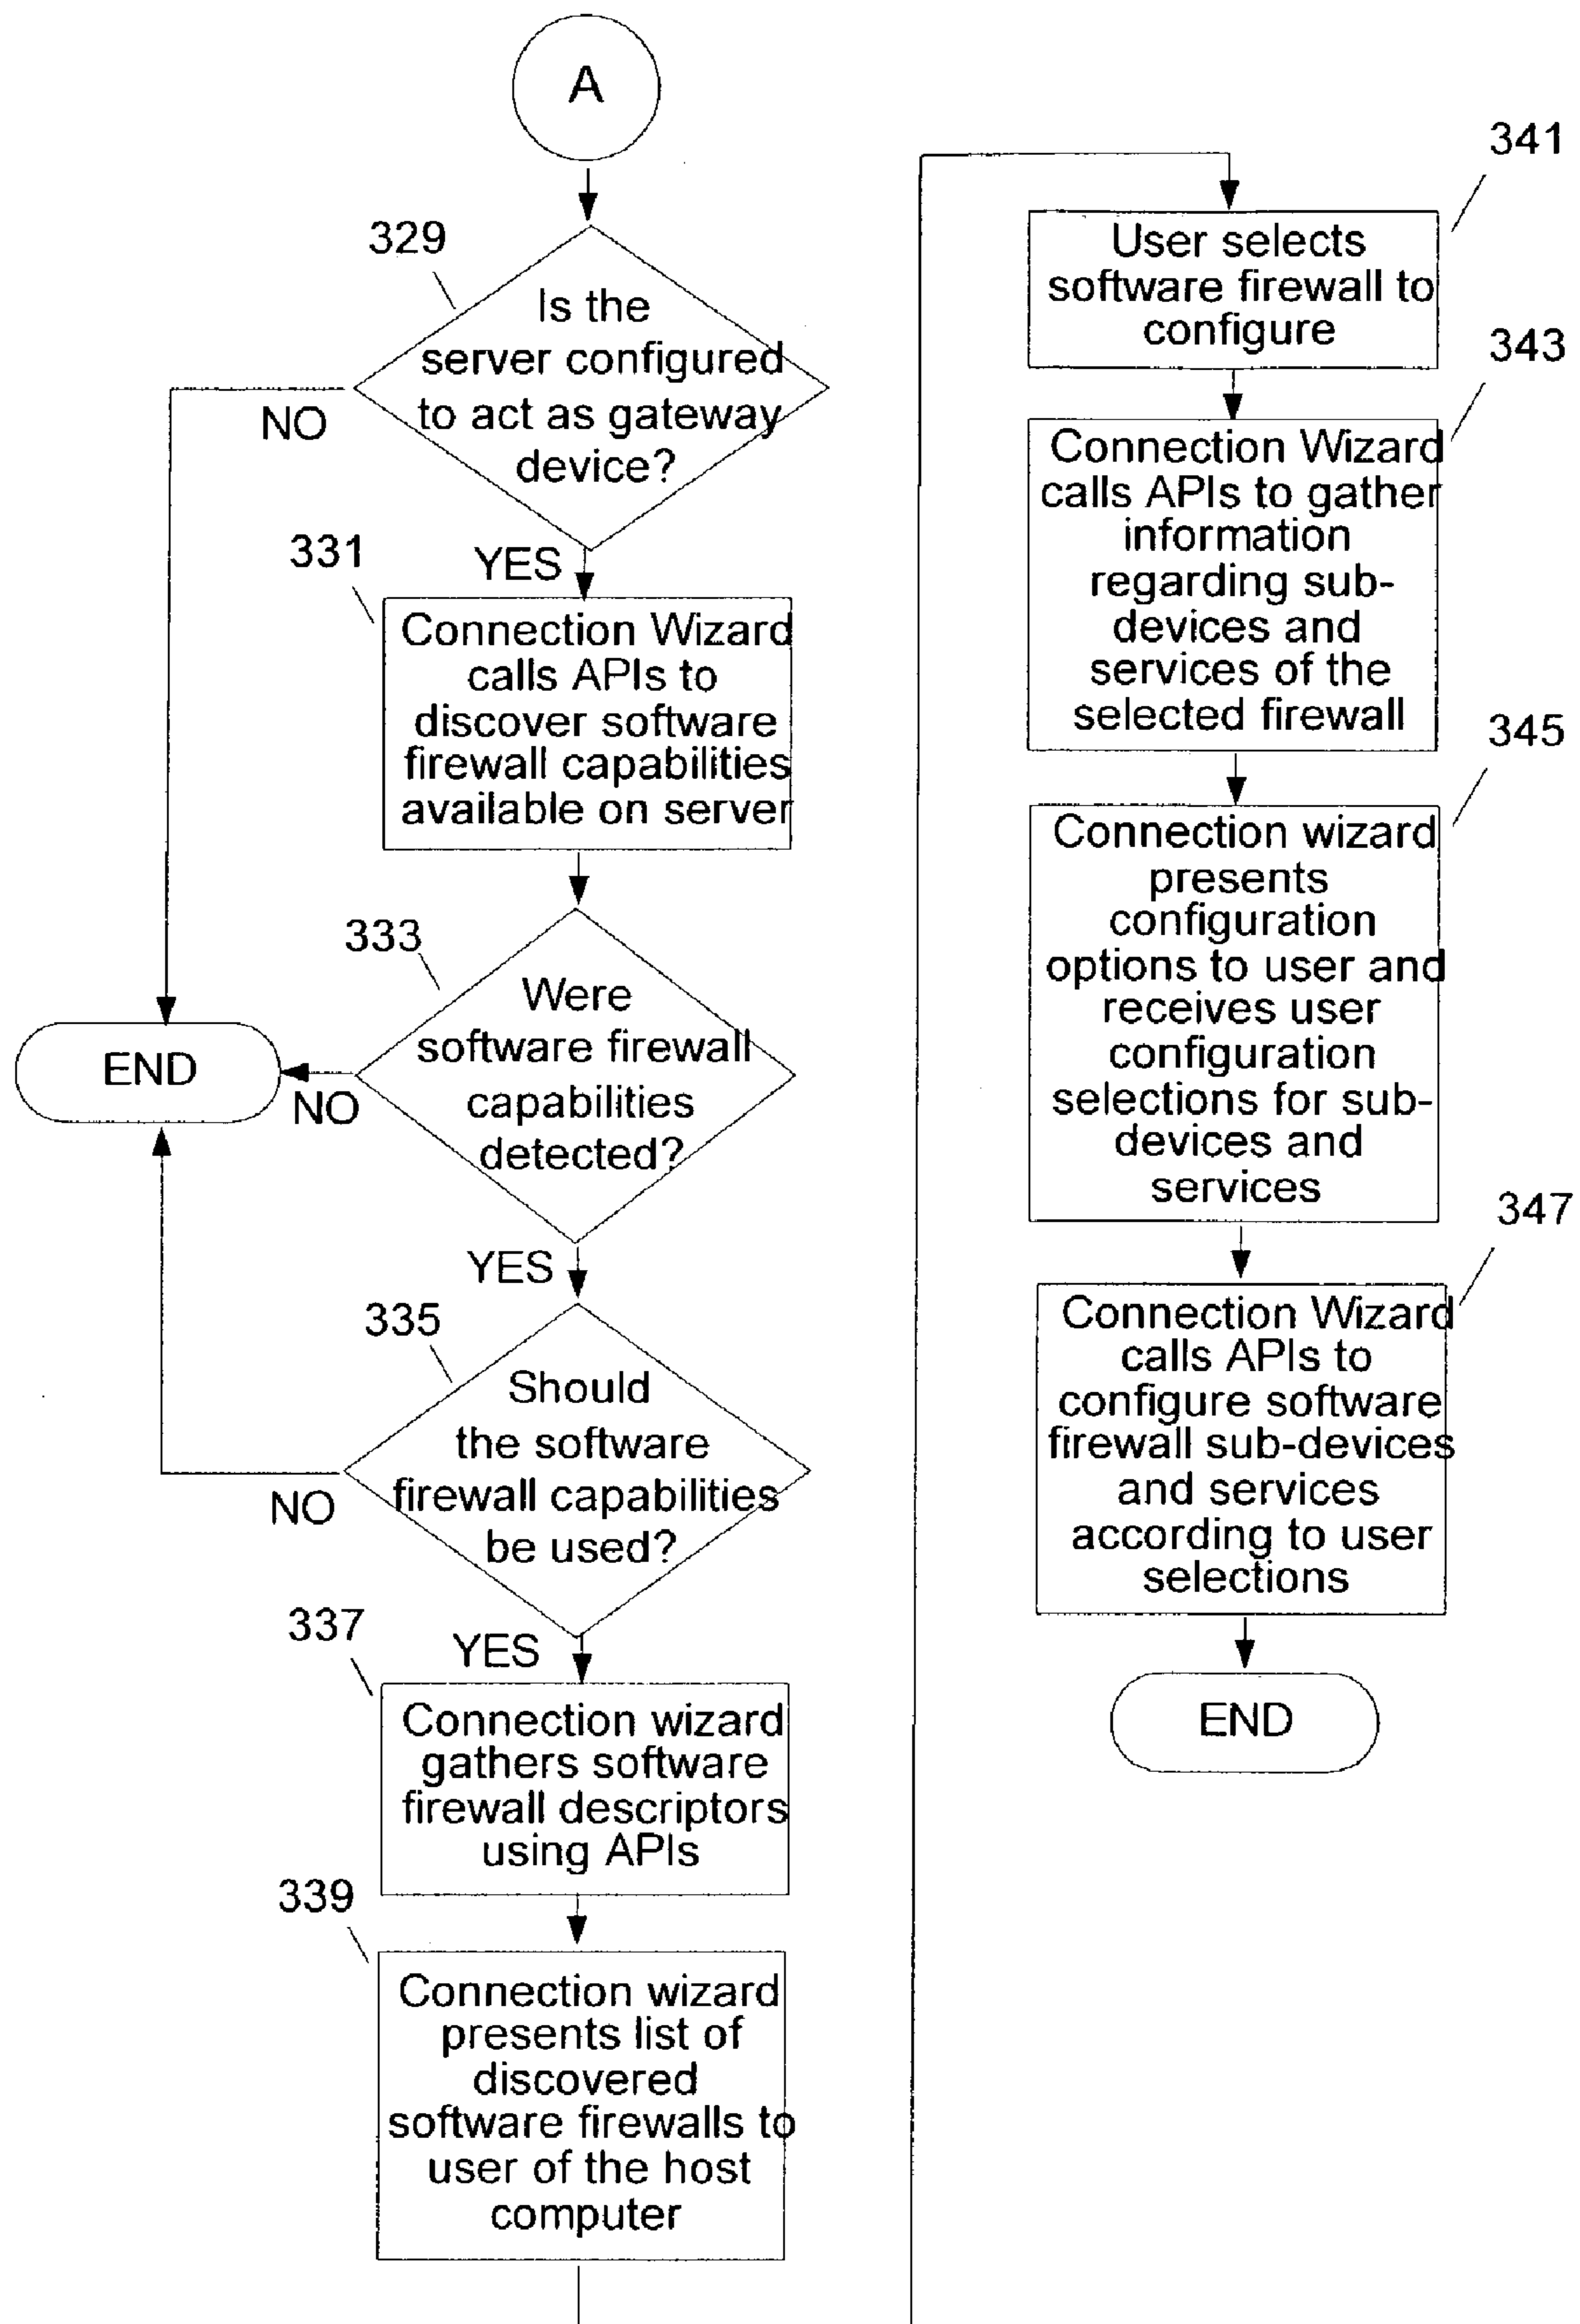 A
329
Is the
server configured
to act as gateway
device?
NO
YES
331
Connection Wizard
calls APIs to
discover software
firewall capabilities
available on server
333
Were
software firewall
capabilities
detected?
END
NO
YES
335
Should
the software
firewall capabilities
be used?
NO
YES
337
Connection wizard
gathers software
firewall descriptors
using APIs
339
Connection wizard
presents list of
discovered
software firewalls to
user of the host
computer
341
User selects
software firewall to
configure
343
Connection Wizard
calls APIs to gather
information
regarding sub-
devices and
services of the
selected firewall
345
Connection wizard
presents
configuration
options to user and
receives user
configuration
selections for sub-
devices and
services
347
Connection Wizard
calls APIs to
configure software
firewall sub-devices
and services
according to user
selections
END